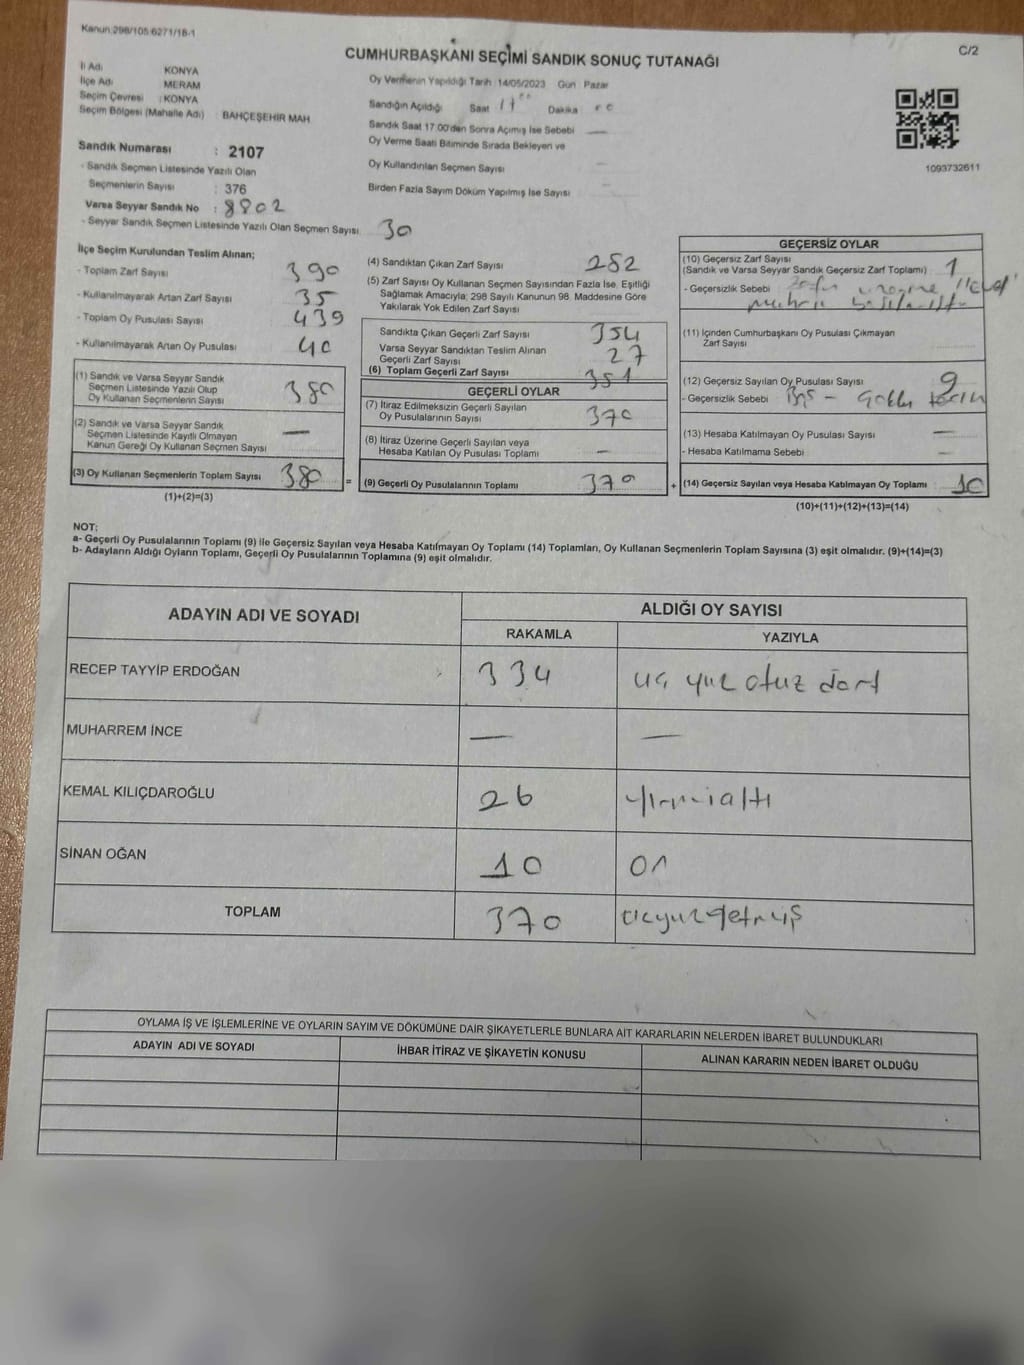 Kanun:298/105:6271/18-1
C/2
CUMHURBAŞKANI SEÇİMİ SANDIK SONUÇ TUTANAĞI
İl Adı KONYA
İlçe Adı MERAM
Seçim Çevresi : KONYA
Seçim Bölgesi (Mahalle Adı) : BAHÇEŞEHİR MAH
Sandık Numarası : 2107
- Sandık Seçmen Listesinde Yazılı Olan
Seçmenlerin Sayısı : 376
Varsa Seyyar Sandık No : 8802
- Seyyar Sandık Seçmen Listesinde Yazılı Olan Seçmen Sayısı 30
Oy Vermenin Yapıldığı Tarih 14/05/2023 Gün Pazar
Sandığın Açıldığı Saat Dakika
Sandık Saat 17.00'den Sonra Açımış İse Sebebi —
Oy Verme Saati Bitiminde Sırada Bekleyen ve
Oy Kullandırılan Seçmen Sayısı —
Birden Fazla Sayım Döküm Yapılmış İse Sayısı —
1093732611
İlçe Seçim Kurulundan Teslim Alınan;
- Toplam Zarf Sayısı 390
- Kullanılmayarak Artan Zarf Sayısı 35
- Toplam Oy Pusulası Sayısı 439
- Kullanılmayarak Artan Oy Pusulası 40
(1) Sandık ve Varsa Seyyar Sandık
Seçmen Listesinde Yazılı Olup
Oy Kullanan Seçmenlerin Sayısı 380
(2) Sandık ve Varsa Seyyar Sandık
Seçmen Listesinde Kayıtlı Olmayan
Kanun Gereği Oy Kullanan Seçmen Sayısı —
(3) Oy Kullanan Seçmenlerin Toplam Sayısı 380 =
(1)+(2)=(3)
(4) Sandıktan Çıkan Zarf Sayısı 282
(5) Zarf Sayısı Oy Kullanan Seçmen Sayısından Fazla İse, Eşitliği
Sağlamak Amacıyla; 298 Sayılı Kanunun 98. Maddesine Göre
Yakılarak Yok Edilen Zarf Sayısı
Sandıkta Çıkan Geçerli Zarf Sayısı 354
Varsa Seyyar Sandıktan Teslim Alınan
Geçerli Zarf Sayısı 27
(6) Toplam Geçerli Zarf Sayısı 381
GEÇERLİ OYLAR
(7) İtiraz Edilmeksizin Geçerli Sayılan
Oy Pusulalarının Sayısı 370
(8) İtiraz Üzerine Geçerli Sayılan veya
Hesaba Katılan Oy Pusulası Toplamı —
(9) Geçerli Oy Pusulalarının Toplamı 370 +
GEÇERSİZ OYLAR
(10) Geçersiz Zarf Sayısı
(Sandık ve Varsa Seyyar Sandık Geçersiz Zarf Toplamı) 1
- Geçersizlik Sebebi
(11) İçinden Cumhurbaşkanı Oy Pusulası Çıkmayan
Zarf Sayısı
(12) Geçersiz Sayılan Oy Pusulası Sayısı 9
- Geçersizlik Sebebi
(13) Hesaba Katılmayan Oy Pusulası Sayısı —
- Hesaba Katılmama Sebebi —
(14) Geçersiz Sayılan veya Hesaba Katılmayan Oy Toplamı 10
(10)+(11)+(12)+(13)=(14)
NOT:
a- Geçerli Oy Pusulalarının Toplamı (9) ile Geçersiz Sayılan veya Hesaba Katılmayan Oy Toplamı (14) Toplamları, Oy Kullanan Seçmenlerin Toplam Sayısına (3) eşit olmalıdır. (9)+(14)=(3)
b- Adayların Aldığı Oyların Toplamı, Geçerli Oy Pusulalarının Toplamına (9) eşit olmalıdır.
ADAYIN ADI VE SOYADI ALDIĞI OY SAYISI
RAKAMLA YAZIYLA
RECEP TAYYİP ERDOĞAN 334 üç yüz otuz dört
MUHARREM İNCE — —
KEMAL KILIÇDAROĞLU 26 yirmialtı
SİNAN OĞAN 10 on
TOPLAM 370 üçyüzyetmiş
OYLAMA İŞ VE İŞLEMLERİNE VE OYLARIN SAYIM VE DÖKÜMÜNE DAİR ŞİKAYETLERLE BUNLARA AİT KARARLARIN NELERDEN İBARET BULUNDUKLARI
ADAYIN ADI VE SOYADI İHBAR İTİRAZ VE ŞİKAYETİN KONUSU ALINAN KARARIN NEDEN İBARET OLDUĞU